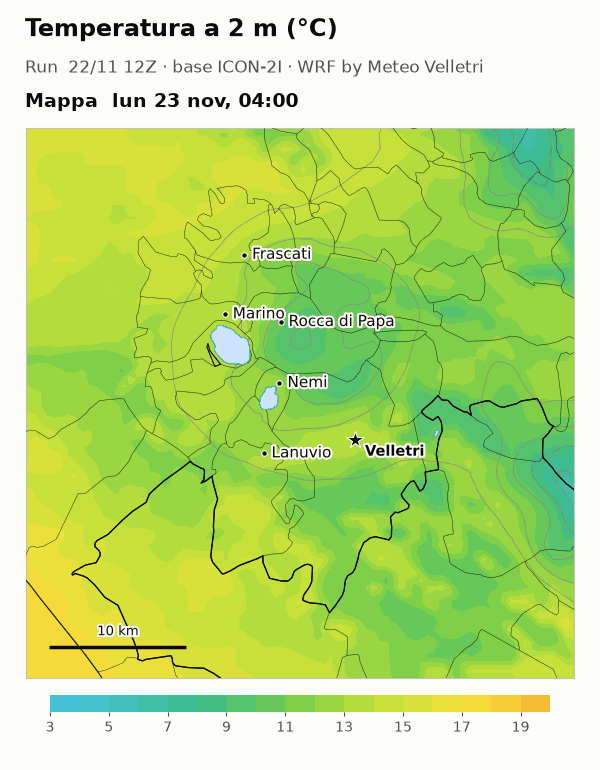 Temperatura a 2 m (°C)
Run  22/11 12Z · base ICON-2I · WRF by Meteo Velletri
Mappa  lun 23 nov, 04:00
Frascati
Marino
Rocca di Papa
Nemi
Lanuvio
Velletri
10 km
3 5 7 9 11 13 15 17 19